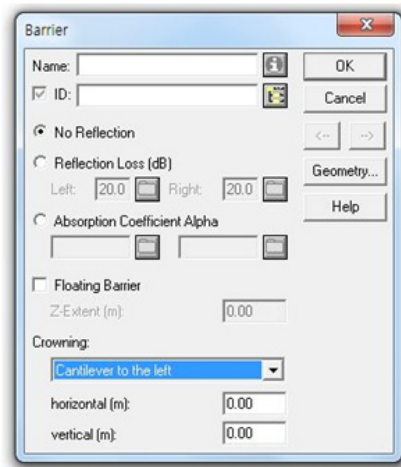 Barrier
Name:
OK
ID:
Cancel
No Reflection
<-- -->
Reflection Loss (dB)
Geometry...
Left: 20.0 Right: 20.0
Help
Absorption Coefficient Alpha
Floating Barrier
Z-Extent (m): 0.00
Crowning:
Cantilever to the left
horizontal (m): 0.00
vertical (m): 0.00